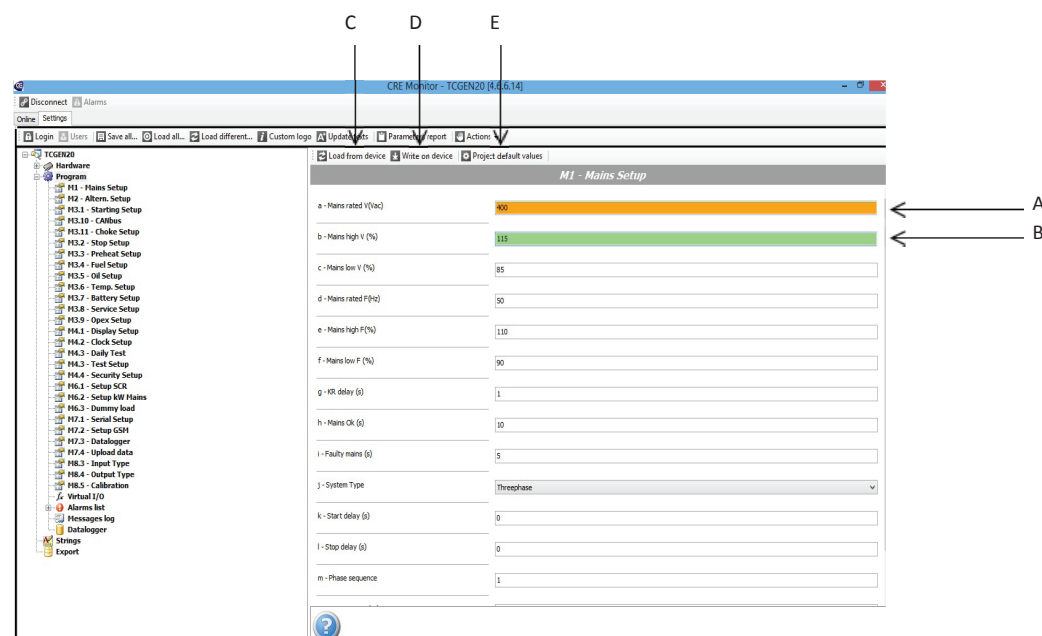 C D E
CRE Monitor - TCGEN20 [4.6.6.14]
Disconnect Alarms
Online Settings
Login Users Save all... Load all... Load different... Custom logo Update texts Parameters report Actions
TCGEN20
Hardware
Program
M1 - Mains Setup
M2 - Altern. Setup
M3.1 - Starting Setup
M3.10 - CANbus
M3.11 - Choke Setup
M3.2 - Stop Setup
M3.3 - Preheat Setup
M3.4 - Fuel Setup
M3.5 - Oil Setup
M3.6 - Temp. Setup
M3.7 - Battery Setup
M3.8 - Service Setup
M3.9 - Opex Setup
M4.1 - Display Setup
M4.2 - Clock Setup
M4.3 - Daily Test
M4.3 - Test Setup
M4.4 - Security Setup
M6.1 - Setup SCR
M6.2 - Setup kW Mains
M6.3 - Dummy load
M7.1 - Serial Setup
M7.2 - Setup GSM
M7.3 - Datalogger
M7.4 - Upload data
M8.3 - Input Type
M8.4 - Output Type
M8.5 - Calibration
fx Virtual I/O
Alarms list
Messages log
Datalogger
Strings
Export
Load from device Write on device Project default values
M1 - Mains Setup
a - Mains rated V(Vac) 400 A
b - Mains high V (%) 115 B
c - Mains low V (%) 85
d - Mains rated F(Hz) 50
e - Mains high F(%) 110
f - Mains low F (%) 90
g - KR delay (s) 1
h - Mains Ok (s) 10
i - Faulty mains (s) 5
j - System Type Threephase
k - Start delay (s) 0
l - Stop delay (s) 0
m - Phase sequence 1